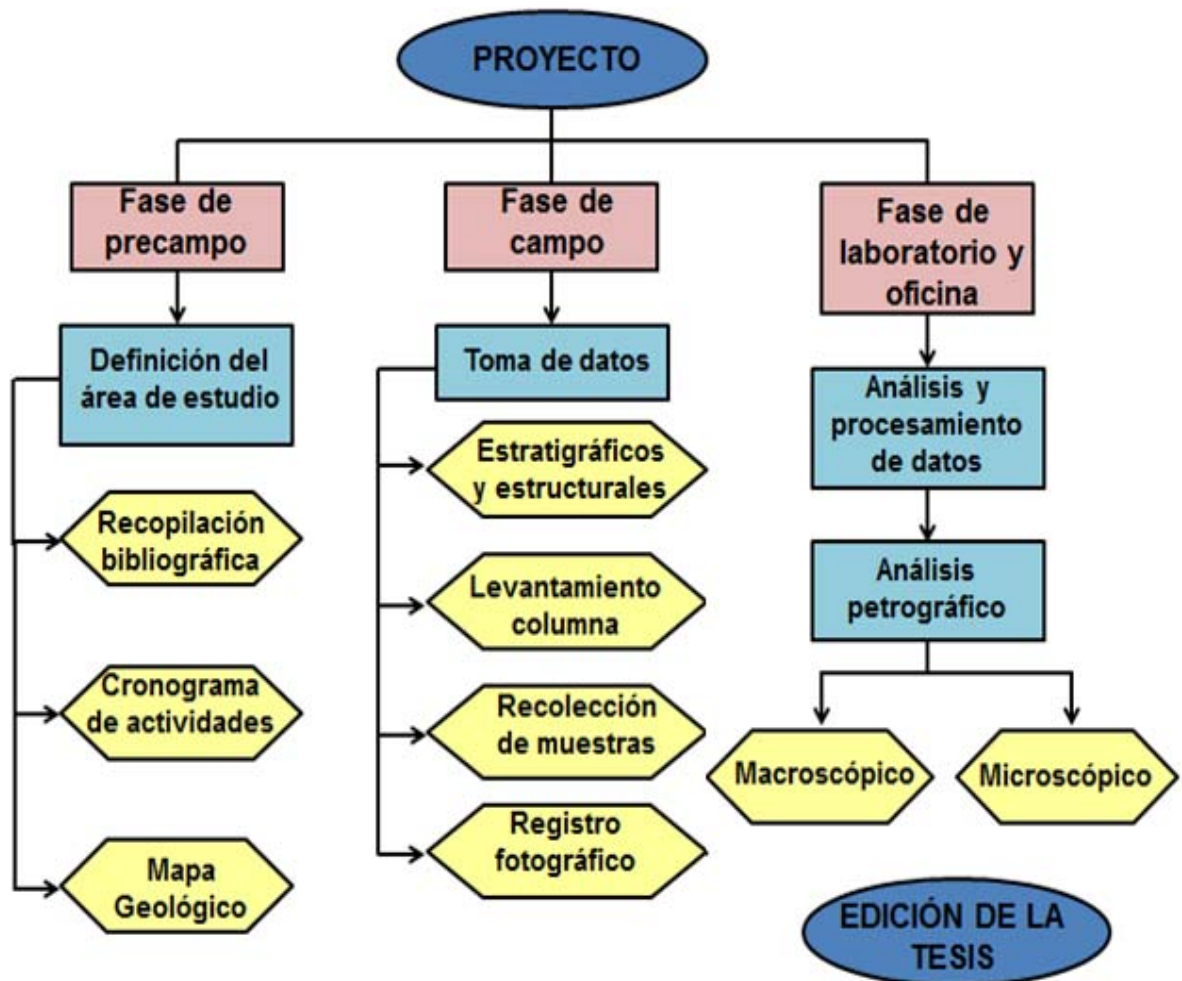 PROYECTO
Fase de
precampo
Definición del
área de estudio
Recopilación
bibliográfica
Cronograma
de actividades
Mapa
Geológico
Fase de
campo
Toma de datos
Estratigráficos
y estructurales
Levantamiento
columna
Recolección
de muestras
Registro
fotográfico
Fase de
laboratorio y
oficina
Análisis y
procesamiento
de datos
Análisis
petrográfico
Macroscópico
Microscópico
EDICIÓN DE LA
TESIS